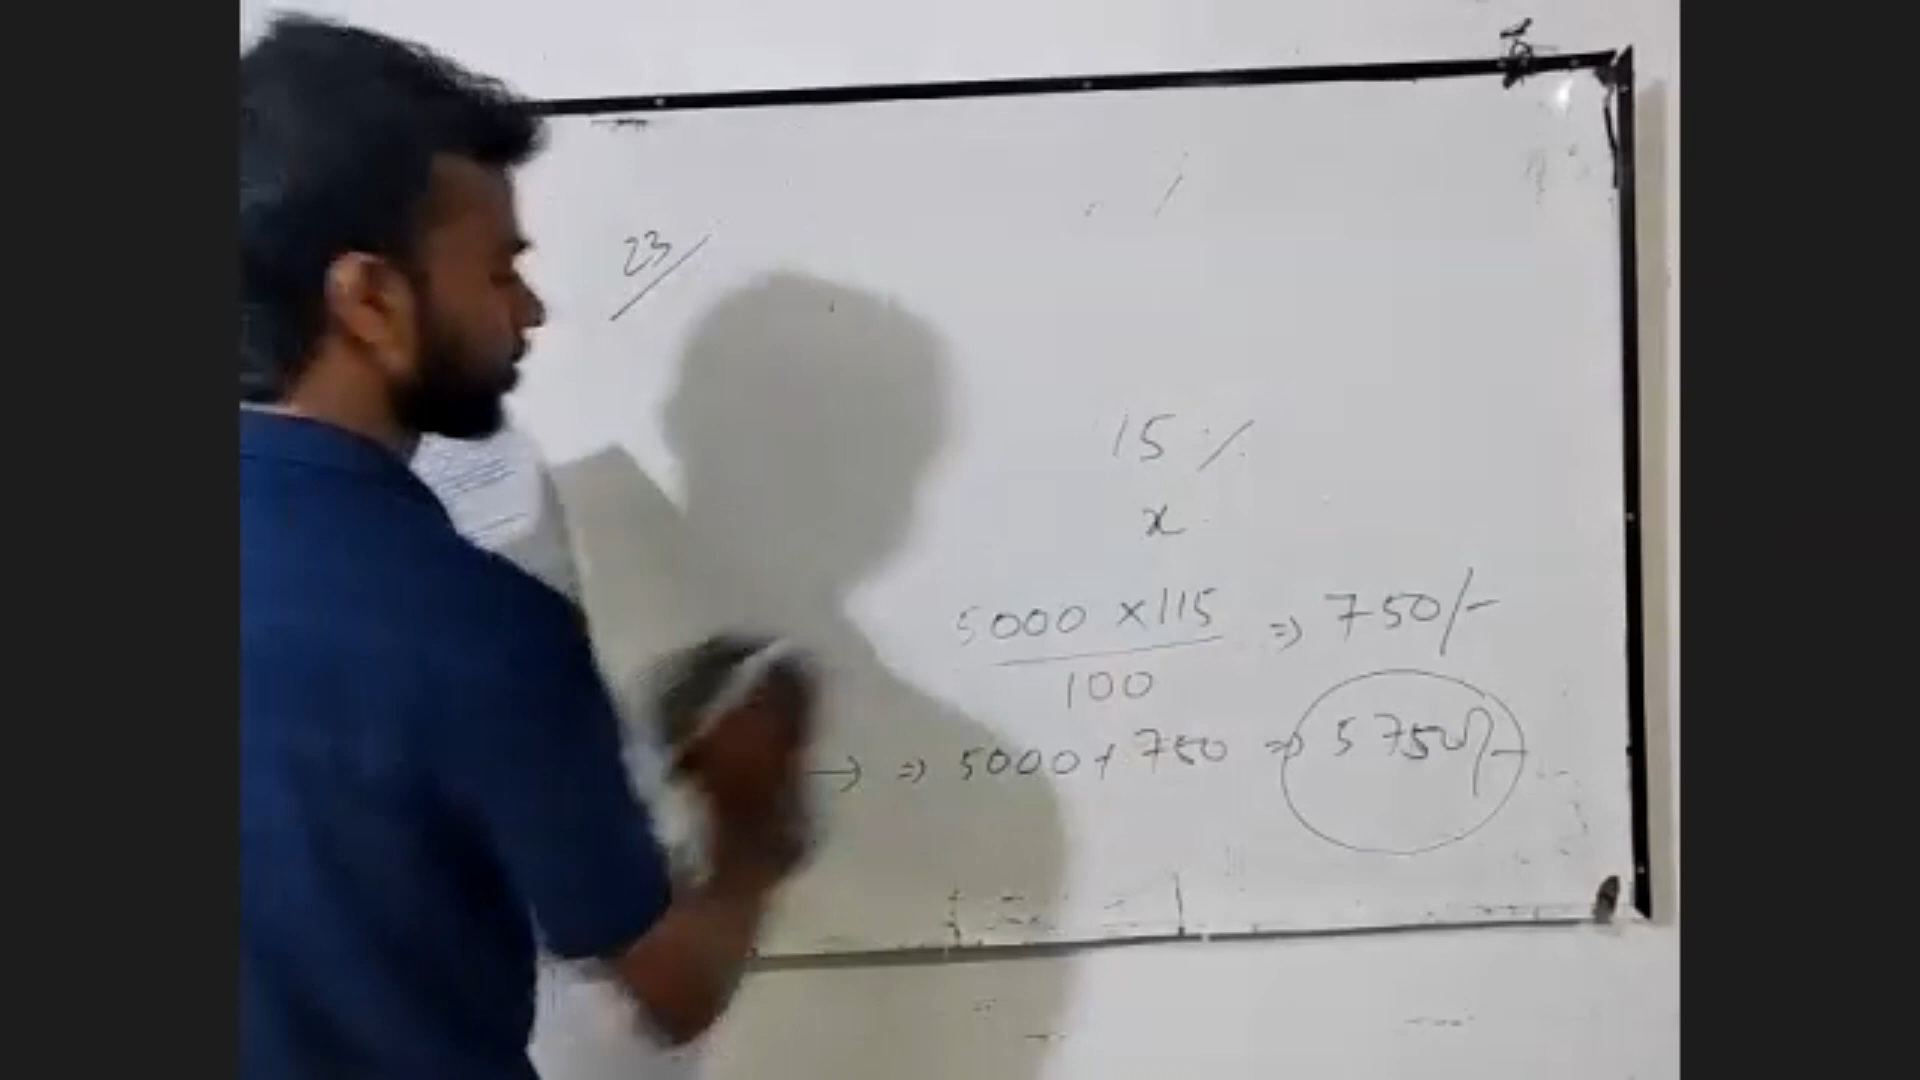 23
15 %
x
5000 x 115
100
=> 750/-
→ => 5000 + 750 => 5750/-